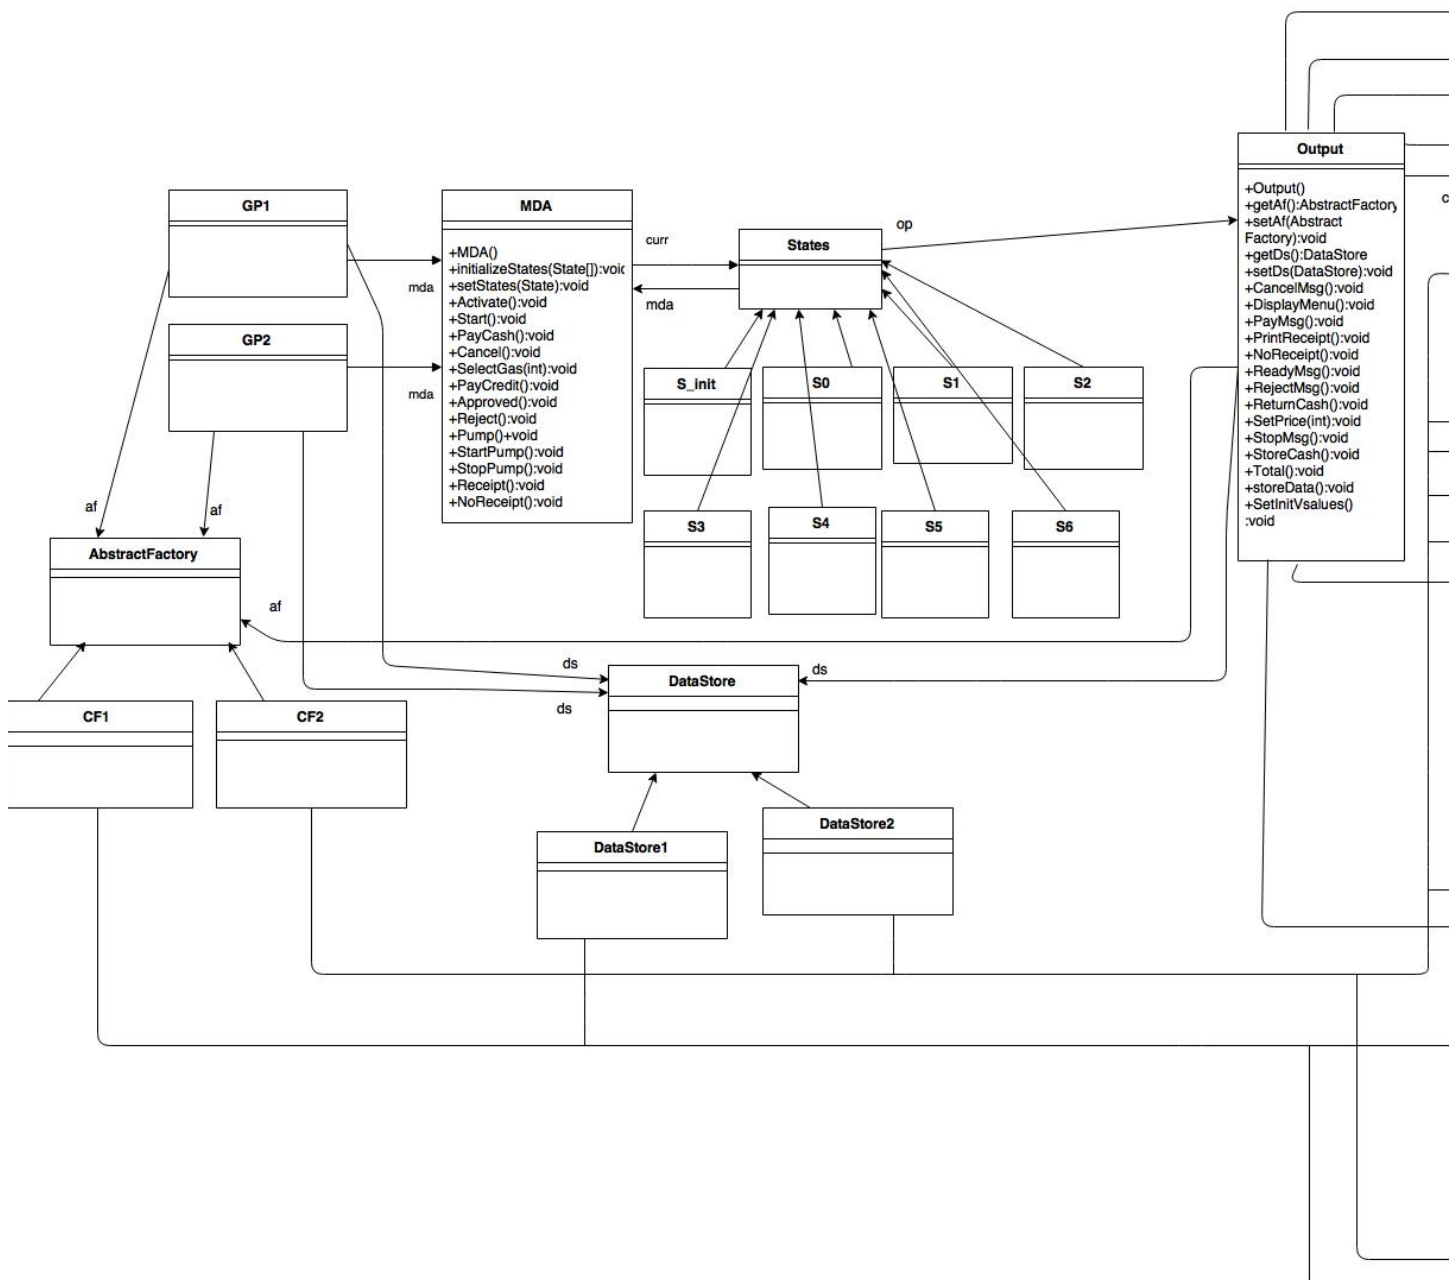 GP1
mda
GP2
mda
af
af
AbstractFactory
af
CF1
CF2
MDA
+MDA()
+initializeStates(State[]):void
+setStates(State):void
+Activate():void
+Start():void
+PayCash():void
+Cancel():void
+SelectGas(int):void
+PayCredit():void
+Approved():void
+Reject():void
+Pump()+void
+StartPump():void
+StopPump():void
+Receipt():void
+NoReceipt():void
curr
mda
States
op
S_init
S0
S1
S2
S3
S4
S5
S6
ds
ds
DataStore
ds
DataStore1
DataStore2
Output
+Output()
+getAf():AbstractFactory
+setAf(Abstract
Factory):void
+getDs():DataStore
+setDs(DataStore):void
+CancelMsg():void
+DisplayMenu():void
+PayMsg():void
+PrintReceipt():void
+NoReceipt():void
+ReadyMsg():void
+RejectMsg():void
+ReturnCash():void
+SetPrice(int):void
+StopMsg():void
+StoreCash():void
+Total():void
+storeData():void
+SetInitVsalues()
:void